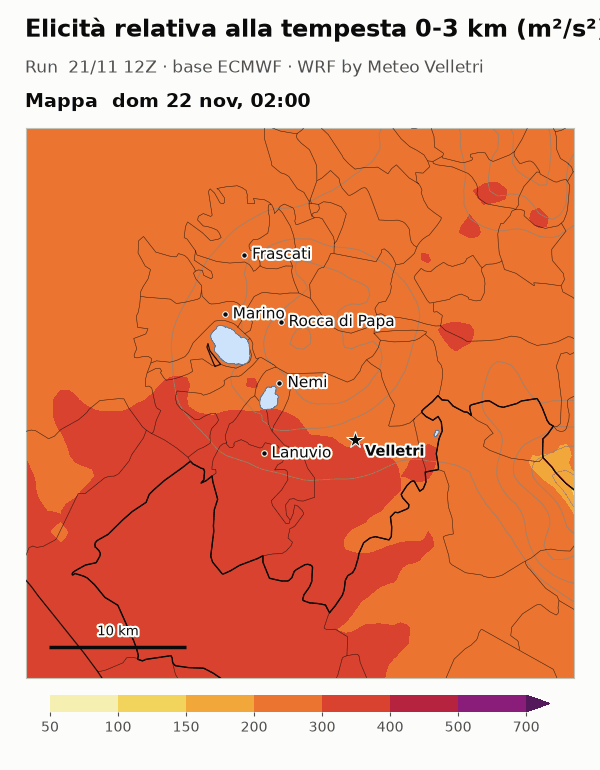 Elicità relativa alla tempesta 0-3 km (m²/s²)
Run  21/11 12Z · base ECMWF · WRF by Meteo Velletri
Mappa  dom 22 nov, 02:00
Frascati
Marino
Rocca di Papa
Nemi
Velletri
Lanuvio
10 km
50 100 150 200 300 400 500 700